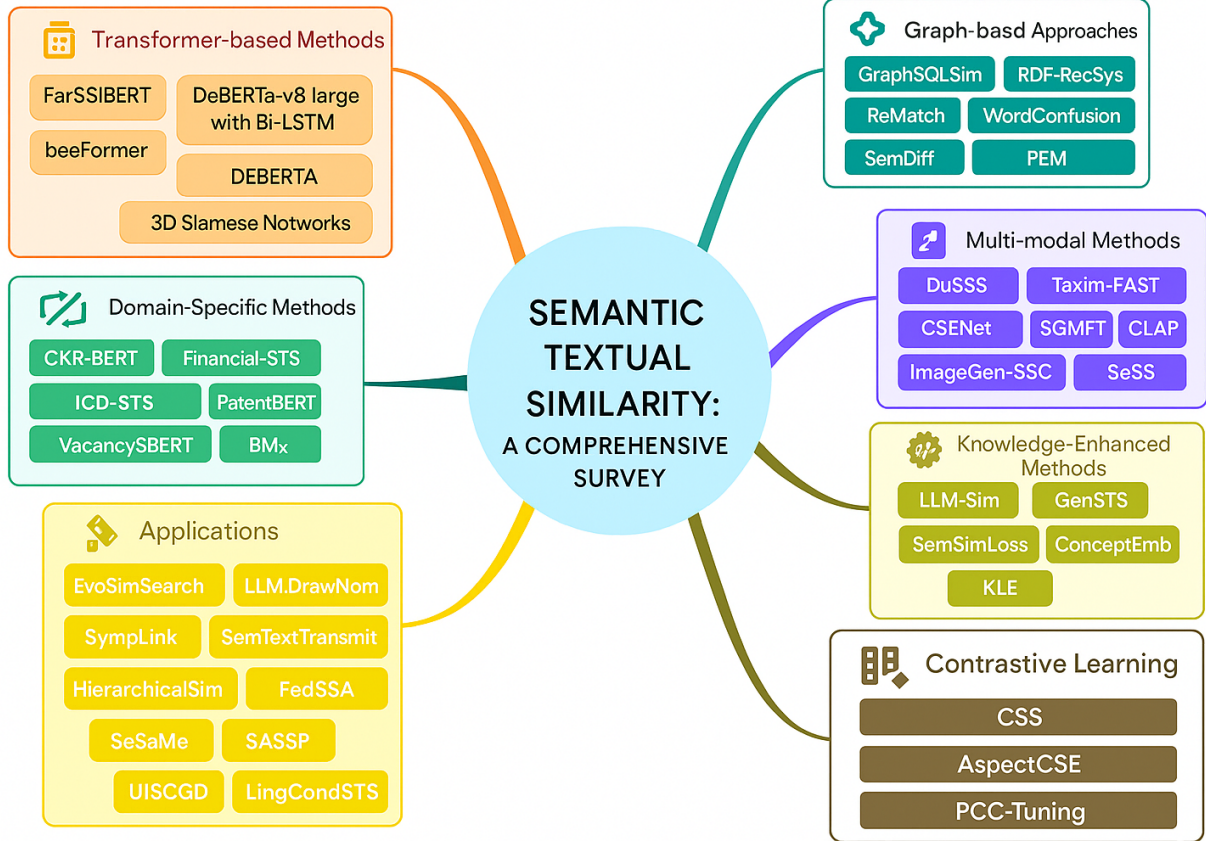 Transformer-based Methods
FarSSIBERT
DeBERTa-v8 large
with Bi-LSTM
beeFormer
DEBERTA
3D Slamese Notworks
Domain-Specific Methods
CKR-BERT
Financial-STS
ICD-STS
PatentBERT
VacancySBERT
BMx
Applications
EvoSimSearch
LLM.DrawNom
SympLink
SemTextTransmit
HierarchicalSim
FedSSA
SeSaMe
SASSP
UISCGD
LingCondSTS
SEMANTIC
TEXTUAL
SIMILARITY:
A COMPREHENSIVE
SURVEY
Graph-basd Approaches
GraphSQLSim
RDF-RecSys
ReMatch
WordConfusion
SemDiff
PEM
Multi-modal Methods
DuSSS
Taxim-FAST
CSENet
SGMFT
CLAP
ImageGen-SSC
SeSS
Knowledge-Enhanced
Methods
LLM-Sim
GenSTS
SemSimLoss
ConceptEmb
KLE
Contrastive Learning
CSS
AspectCSE
PCC-Tuning